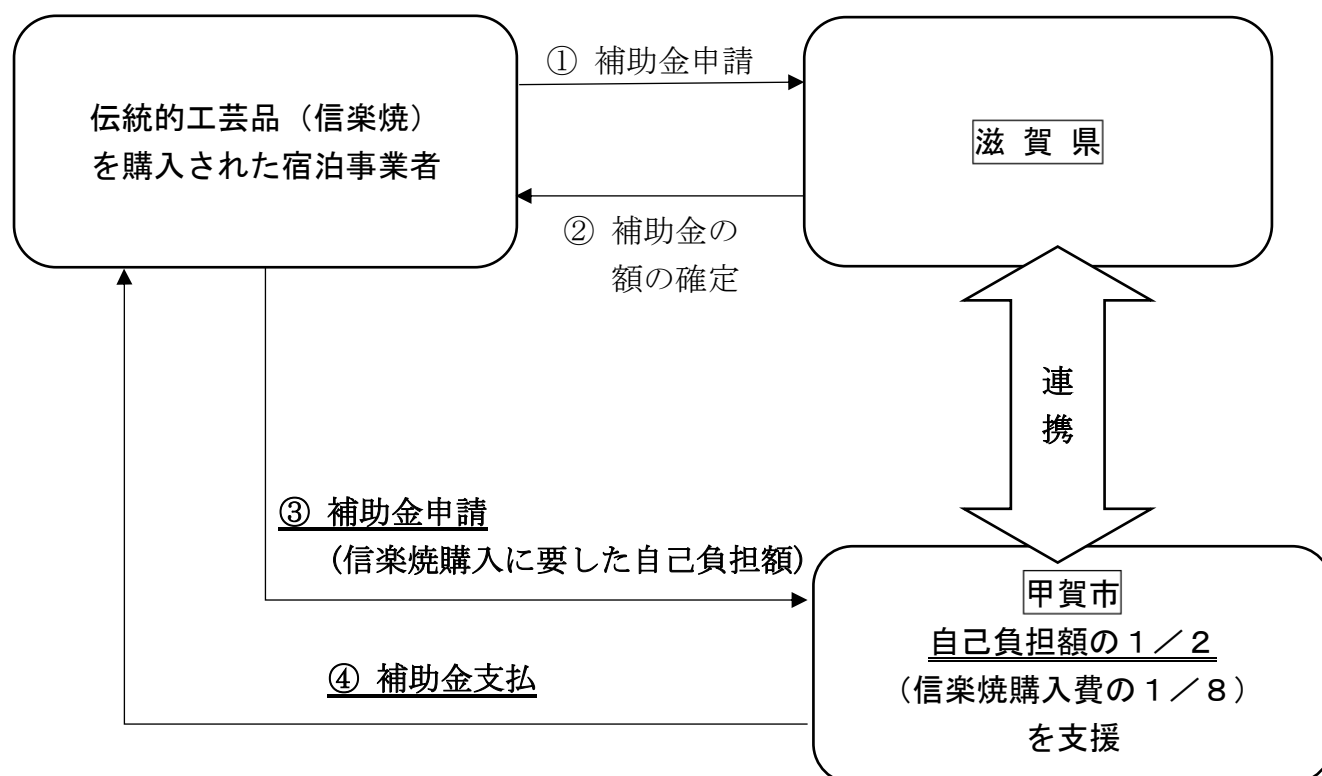 伝統的工芸品（信楽焼）
を購入された宿泊事業者
① 補助金申請
滋 賀 県
② 補助金の
額の確定
連
携
③ 補助金申請
（信楽焼購入に要した自己負担額）
④ 補助金支払
甲賀市
自己負担額の１／２
（信楽焼購入費の１／８）
を支援